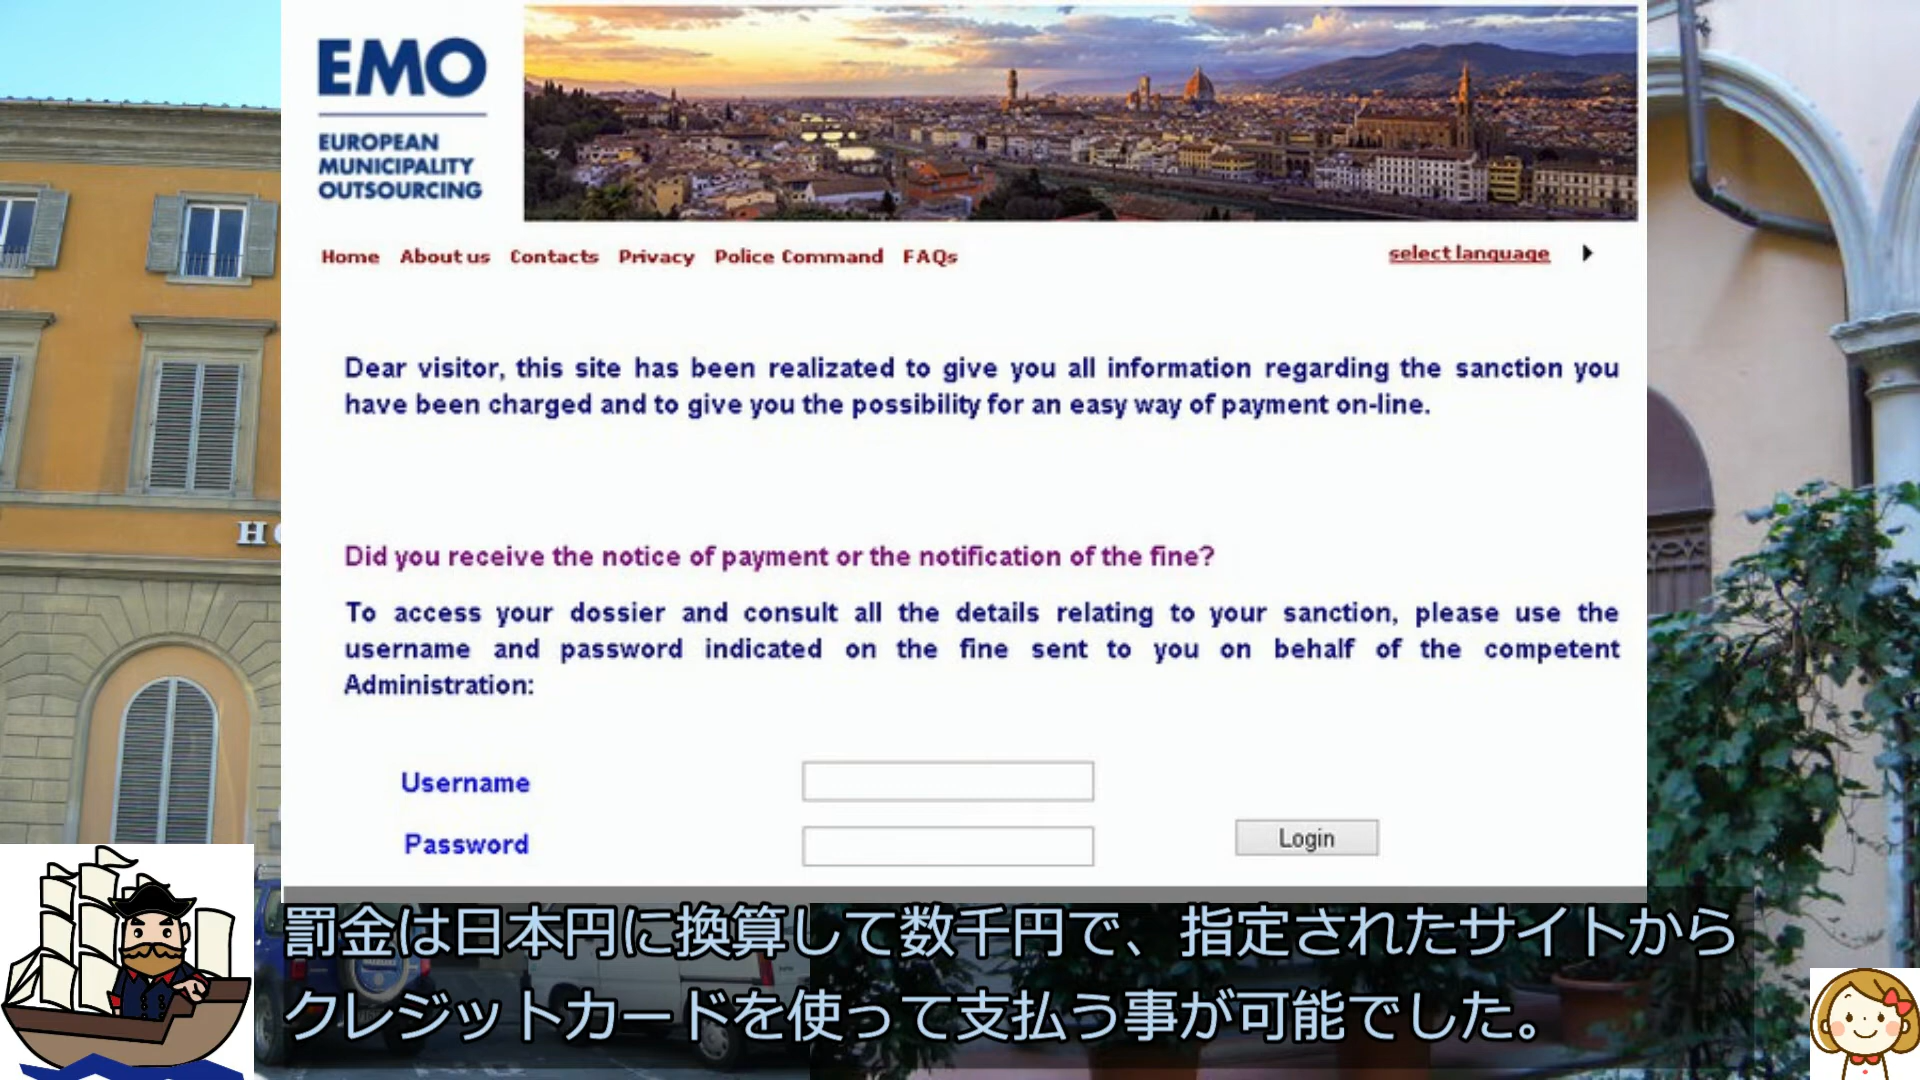 EMO
EUROPEAN
MUNICIPALITY
OUTSOURCING
Home About us Contacts Privacy Police Command FAQs
select language
Dear visitor, this site has been realizated to give you all information regarding the sanction you
have been charged and to give you the possibility for an easy way of payment on-line.
Did you receive the notice of payment or the notification of the fine?
To access your dossier and consult all the details relating to your sanction, please use the
username and password indicated on the fine sent to you on behalf of the competent
Administration:
Username
Password
Login
罰金は日本円に換算して数千円で、指定されたサイトから
クレジットカードを使って支払う事が可能でした。